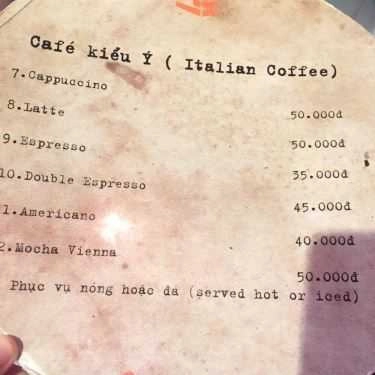 Café kiểu Ý ( Italian Coffee)
7.Cappuccino 50.000đ
8.Latte 50.000đ
9.Espresso 35.000đ
10.Double Espresso 45.000đ
1.Americano 40.000đ
2.Mocha Vienna 50.000đ
Phục vụ nóng hoặc đá (served hot or iced)